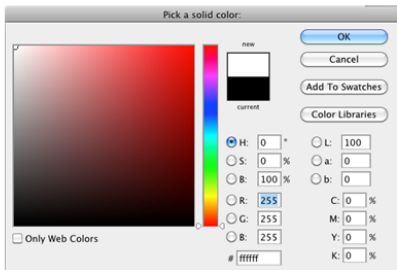 Pick a solid color:
new
current
OK
Cancel
Add To Swatches
Color Libraries
H: 0 °
S: 0 %
B: 100 %
R: 255
G: 255
B: 255
# ffffff
L: 100
a: 0
b: 0
C: 0 %
M: 0 %
Y: 0 %
K: 0 %
Only Web Colors